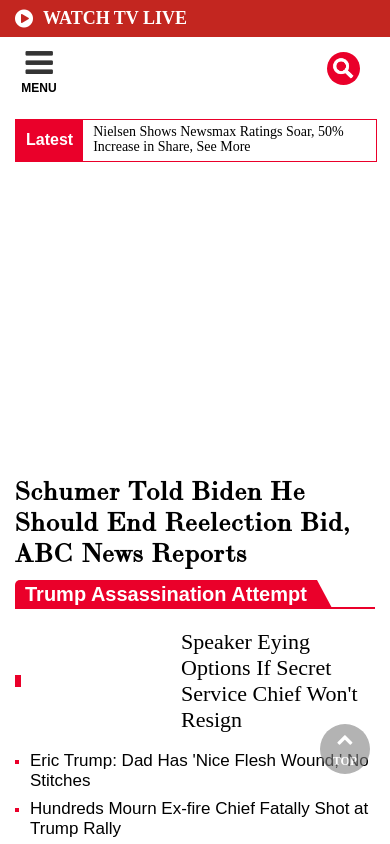 WATCH TV LIVE
MENU
Latest
Nielsen Shows Newsmax Ratings Soar, 50%
Increase in Share, See More
Schumer Told Biden He
Should End Reelection Bid,
ABC News Reports
Trump Assassination Attempt
Speaker Eying
Options If Secret
Service Chief Won't
Resign
Eric Trump: Dad Has 'Nice Flesh Wound,' No
Stitches
TOP
Hundreds Mourn Ex-fire Chief Fatally Shot at
Trump Rally